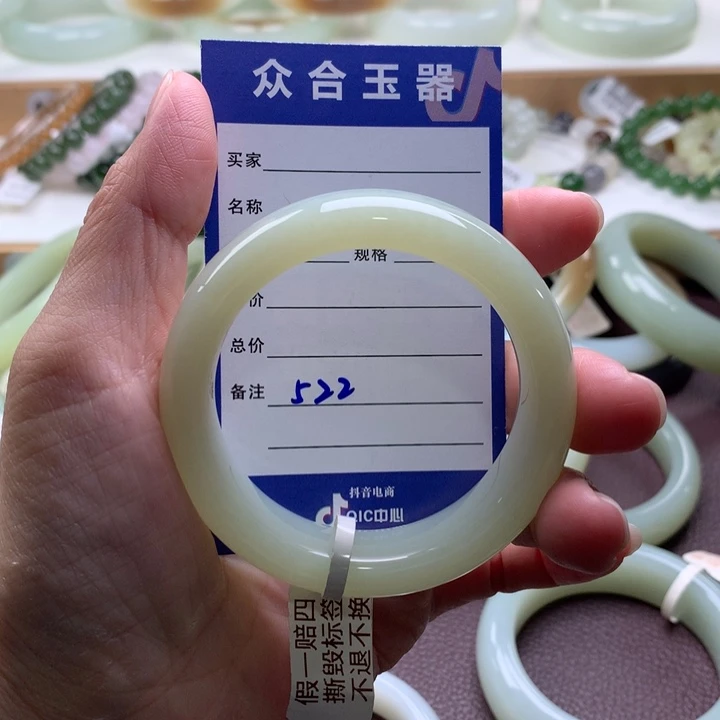 众合玉器
买家
名称
规格
价
总价
备注 522
抖音电商
QIC中心
假一赔四
撕毁标签
不退不换